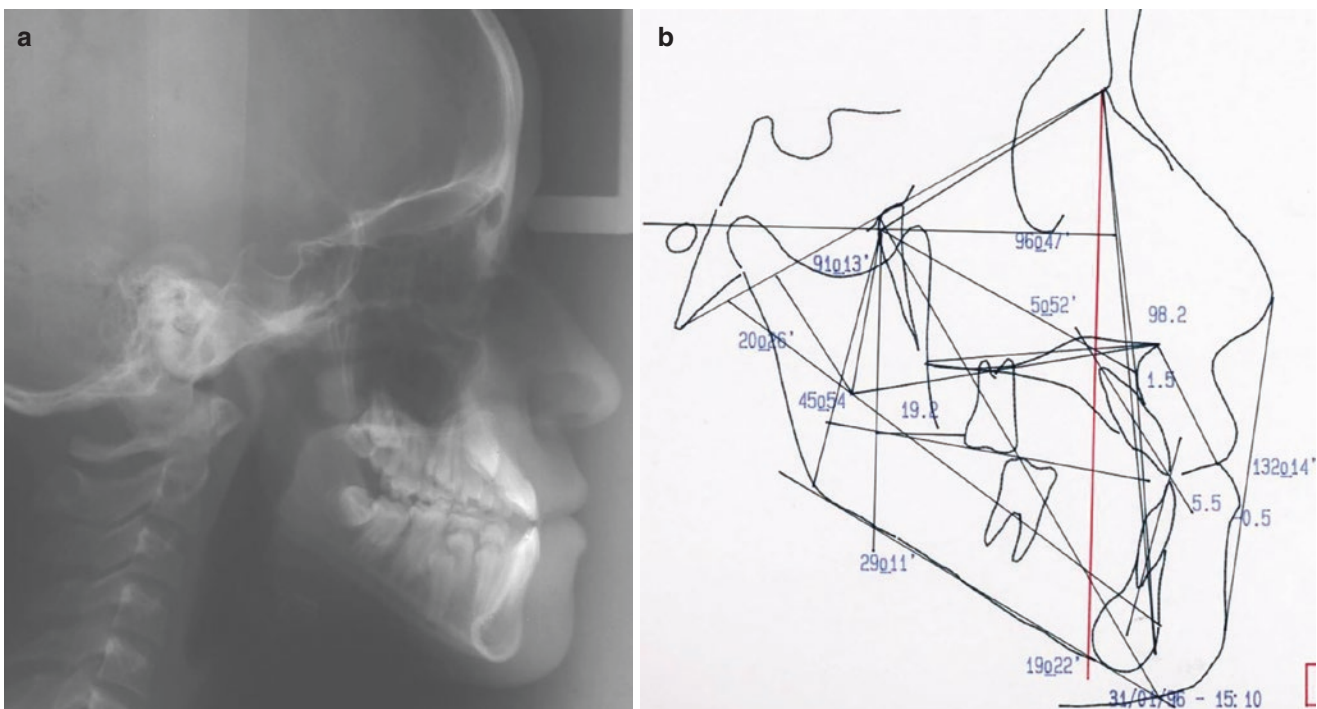 a
b
96o47'
91o13'
5o52'
98.2
20o26'
1.5
45o54
19.2
132o14'
5.5
-0.5
29o11'
19o22'
31/01/96 - 15:10